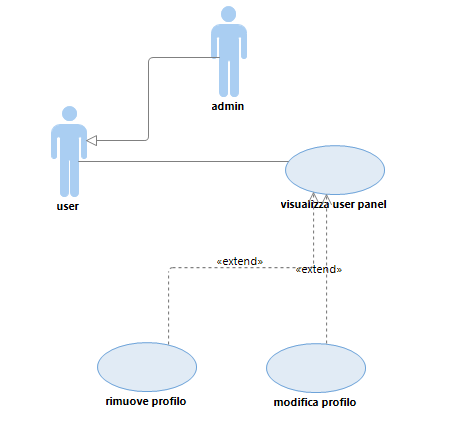 admin
user
visualizza user panel
«extend»
«extend»
rimuove profilo
modifica profilo